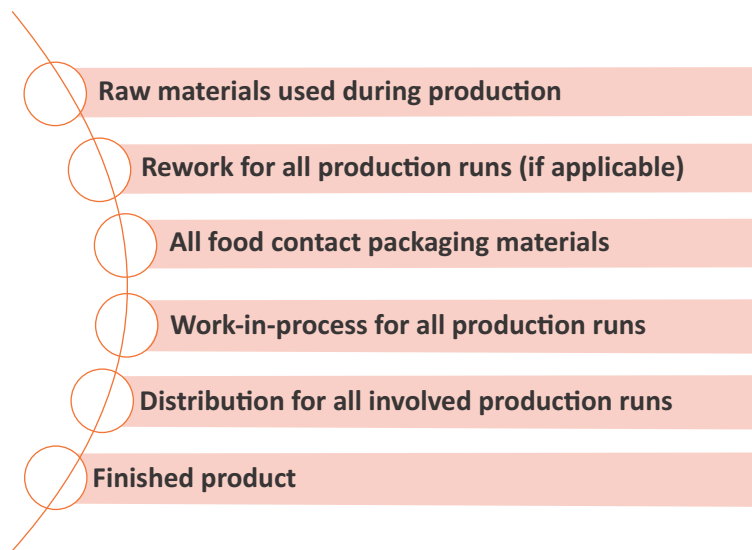 Raw materials used during production
Rework for all production runs (if applicable)
All food contact packaging materials
Work-in-process for all production runs
Distribution for all involved production runs
Finished product